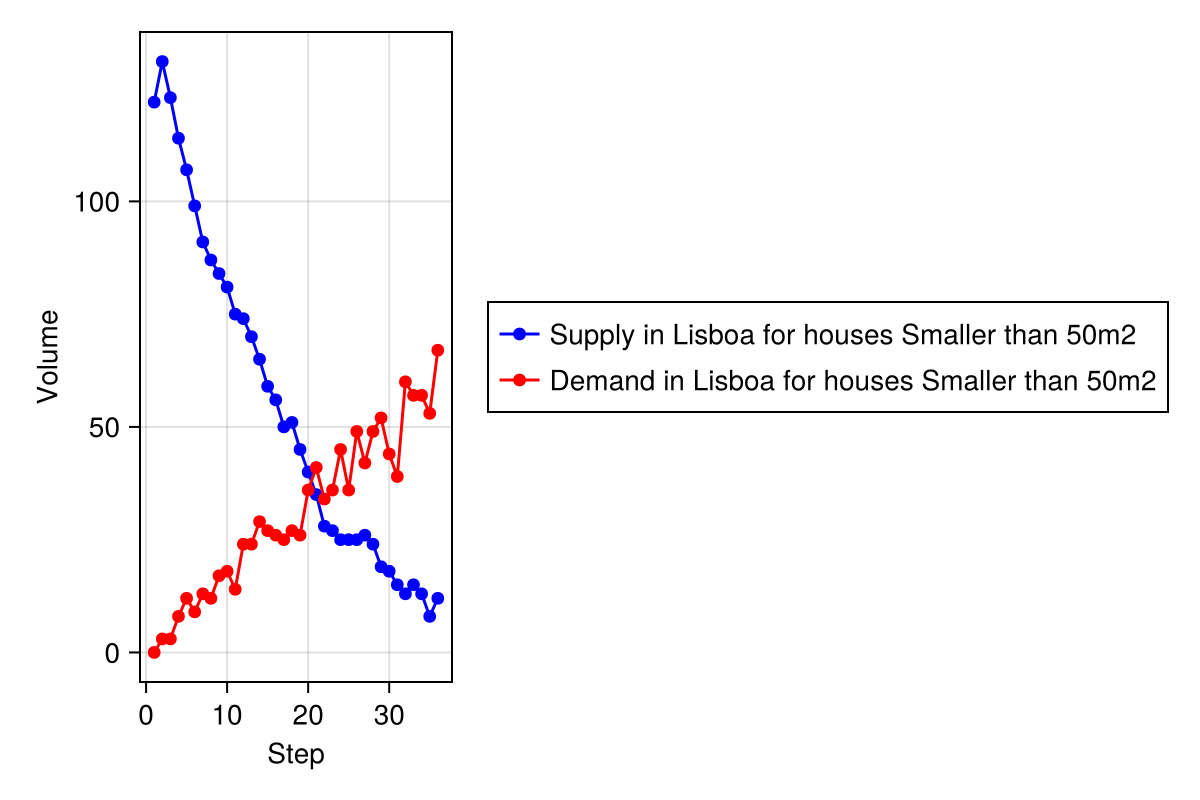 100
50
0
Volume
0 10 20 30
Step
Supply in Lisboa for houses Smaller than 50m2
Demand in Lisboa for houses Smaller than 50m2